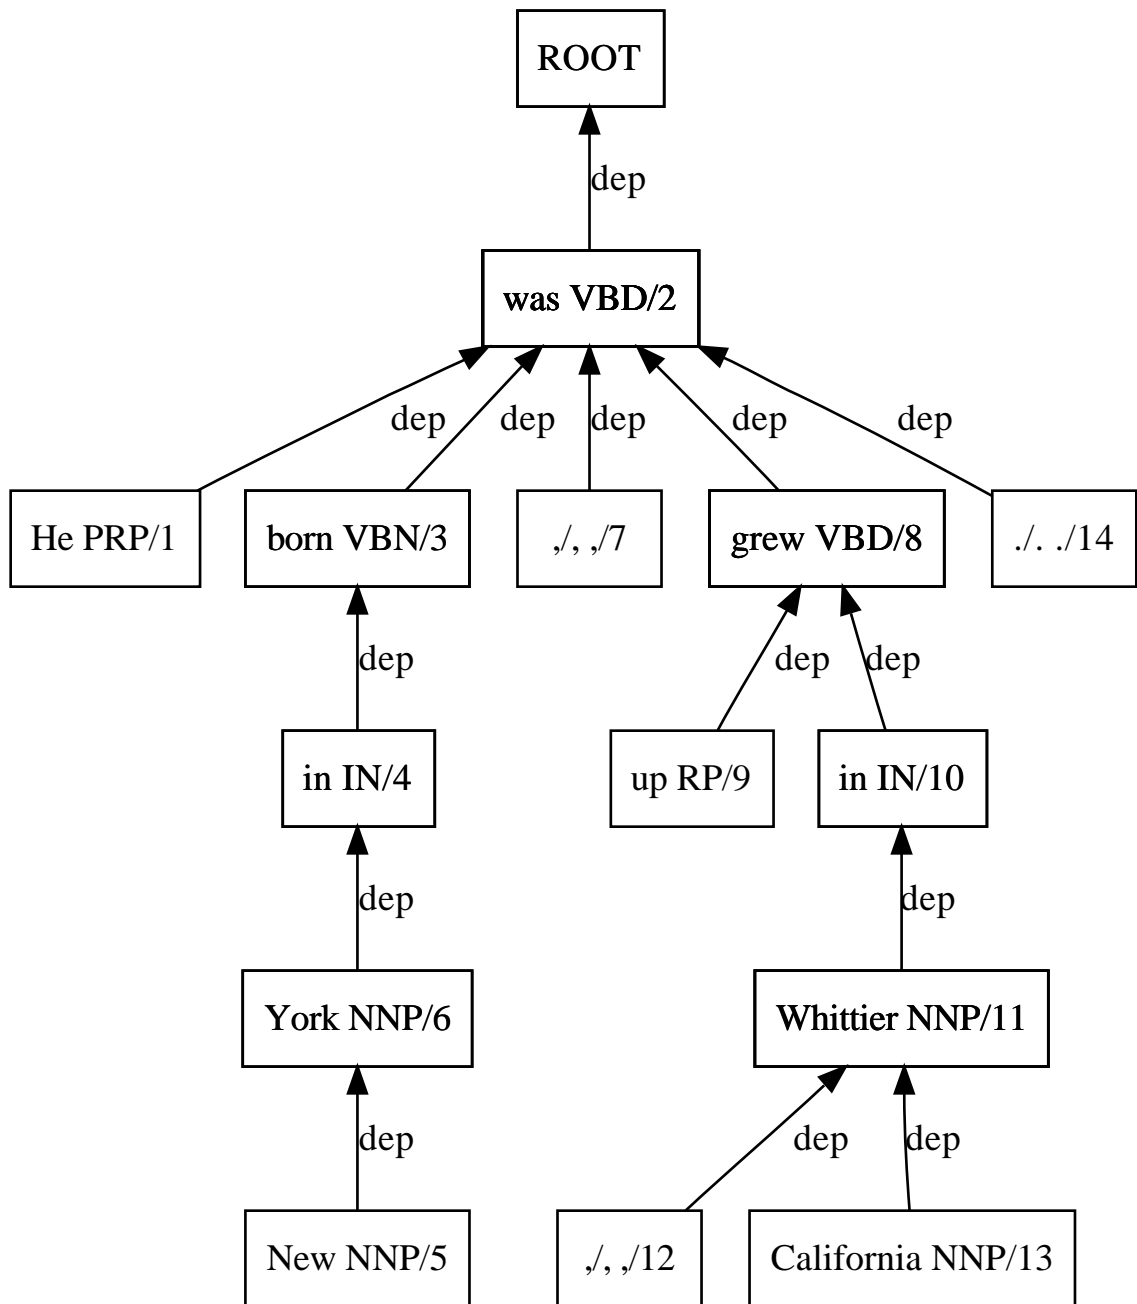 ROOT
dep
was VBD/2
dep dep dep dep dep
He PRP/1 born VBN/3 ,/, ,/7 grew VBD/8 ./. ./14
dep dep dep
in IN/4 up RP/9 in IN/10
dep dep
York NNP/6 Whittier NNP/11
dep dep dep
New NNP/5 ,/, ,/12 California NNP/13